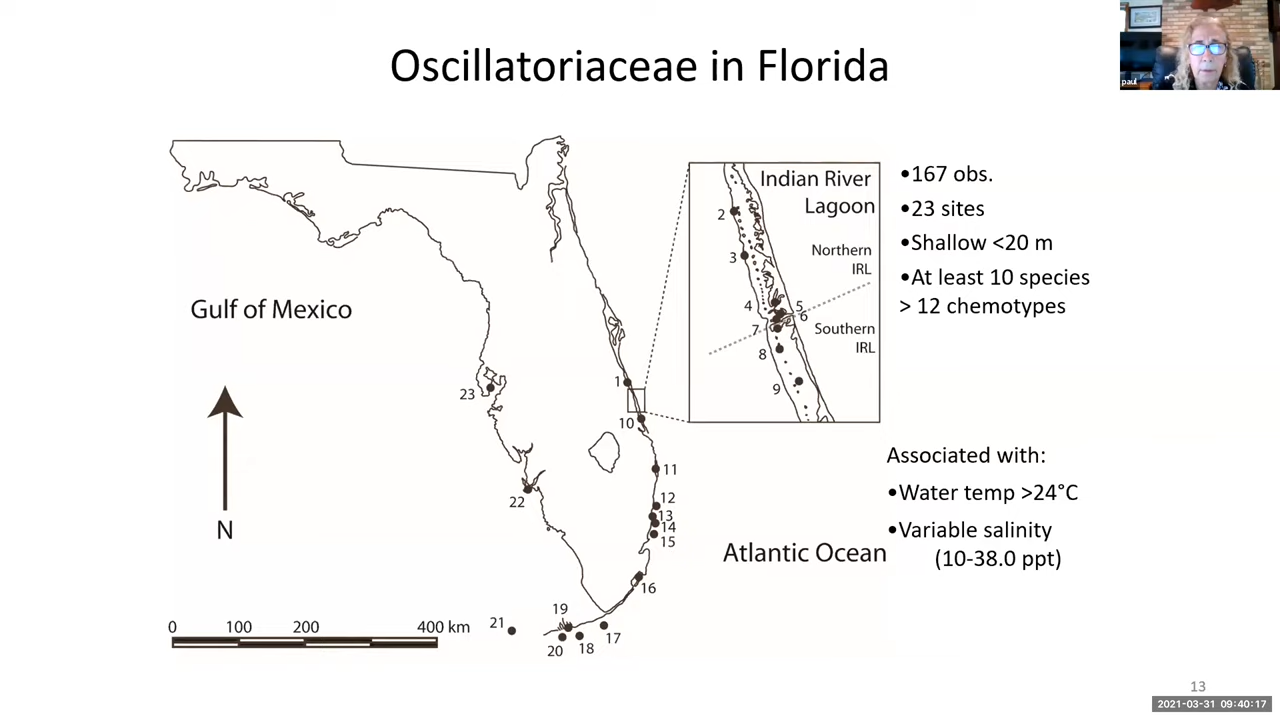 Oscillatoriaceae in Florida
paul
Indian River
Lagoon
Northern
IRL
Southern
IRL
2
3
4
5
6
7
8
9
•167 obs.
•23 sites
•Shallow <20 m
•At least 10 species
> 12 chemotypes
Gulf of Mexico
N
23
22
1
10
11
12
13
14
15
16
17
18
19
20
21
Atlantic Ocean
Associated with:
•Water temp >24°C
•Variable salinity
(10-38.0 ppt)
0 100 200 400 km
13
2021-03-31 09:40:17